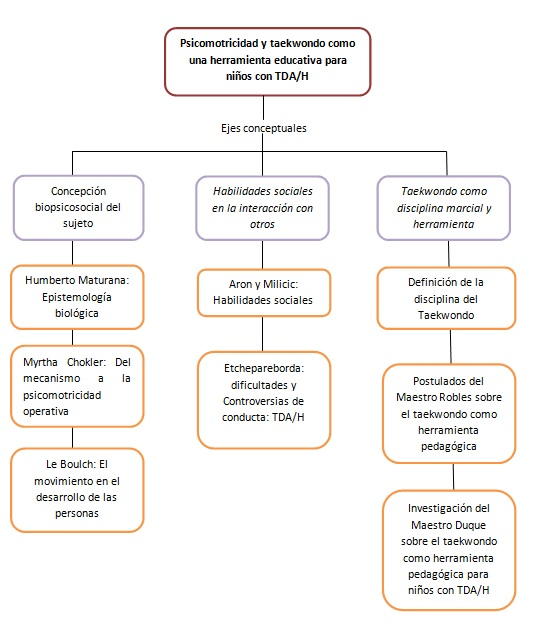 Psicomotricidad y taekwondo como
una herramienta educativa para
niños con TDA/H
Ejes conceptuales
Concepción
biopsicosocial del
sujeto
Humberto Maturana:
Epistemología
biológica
Myrtha Chokler: Del
mecanismo a la
psicomotricidad
operativa
Le Boulch: El
movimiento en el
desarrollo de las
personas
Habilidades sociales
en la interacción con
otros
Aron y Milicic:
Habilidades sociales
Etchepareborda:
dificultades y
Controversias de
conducta: TDA/H
Taekwondo como
disciplina marcial y
herramienta
Definición de la
disciplina del
Taekwondo
Postulados del
Maestro Robles sobre
el taekwondo como
herramienta
pedagógica
Investigación del
Maestro Duque
sobre el taekwondo
como herramienta
pedagógica para
niños con TDA/H